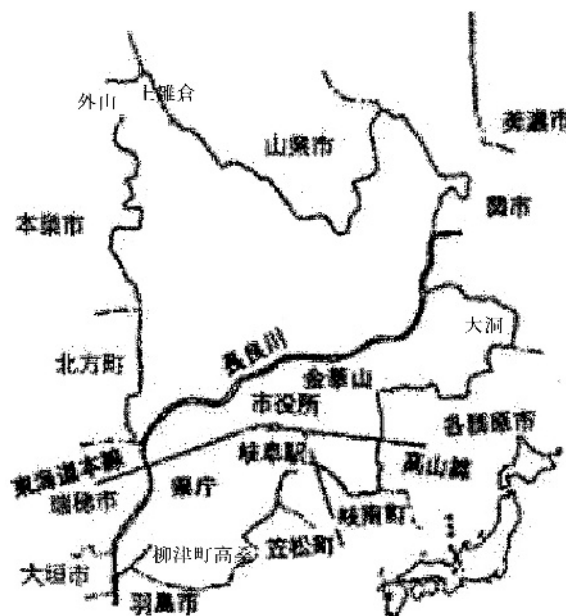 外山
土雛倉
山県市
美濃市
関市
本巣市
大洞
長良川
北方町
金華山
市役所
各務原市
東海道本線
岐阜駅
高山線
瑞穂市
県庁
岐南町
笠松町
柳津町高桑
大垣市
羽島市